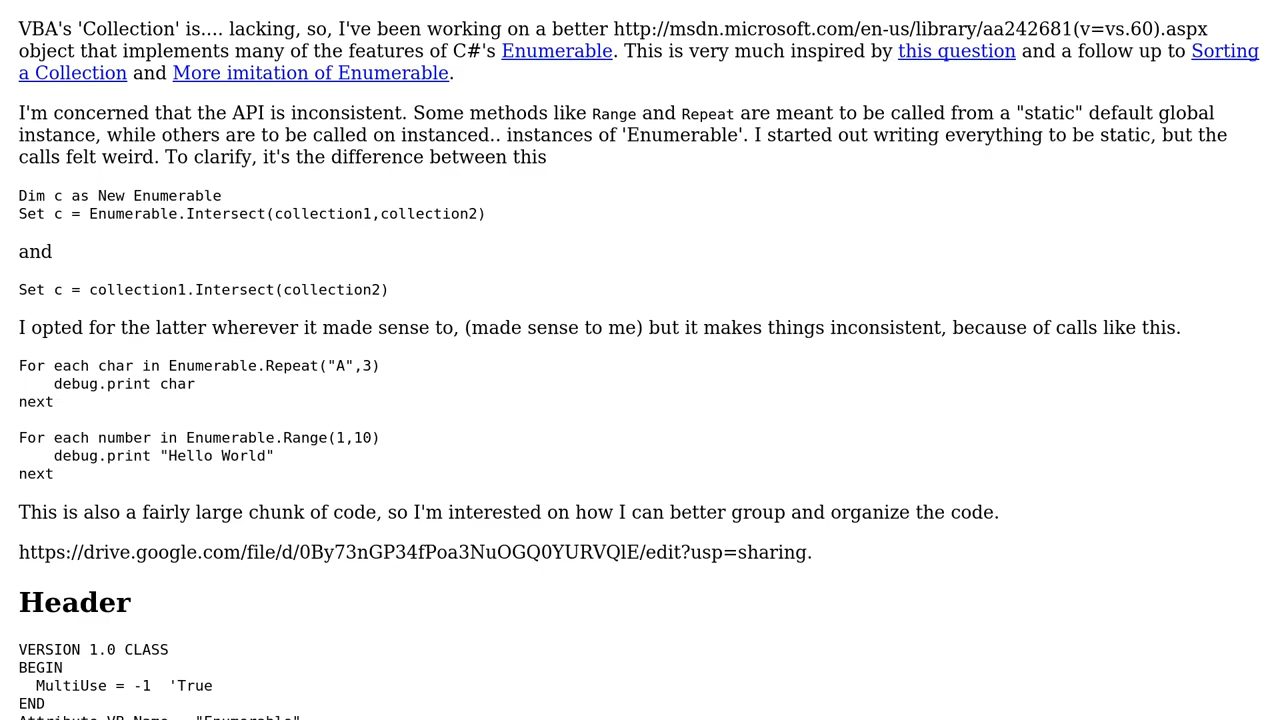 VBA's 'Collection' is.... lacking, so, I've been working on a better http://msdn.microsoft.com/en-us/library/aa242681(v=vs.60).aspx
object that implements many of the features of C#'s Enumerable. This is very much inspired by this question and a follow up to Sorting
a Collection and More imitation of Enumerable.
I'm concerned that the API is inconsistent. Some methods like Range and Repeat are meant to be called from a "static" default global
instance, while others are to be called on instanced.. instances of 'Enumerable'. I started out writing everything to be static, but the
calls felt weird. To clarify, it's the difference between this
Dim c as New Enumerable
Set c = Enumerable.Intersect(collection1,collection2)
and
Set c = collection1.Intersect(collection2)
I opted for the latter wherever it made sense to, (made sense to me) but it makes things inconsistent, because of calls like this.
For each char in Enumerable.Repeat("A",3)
    debug.print char
next
For each number in Enumerable.Range(1,10)
    debug.print "Hello World"
next
This is also a fairly large chunk of code, so I'm interested on how I can better group and organize the code.
https://drive.google.com/file/d/0By73nGP34fPoa3NuOGQ0YURVQlE/edit?usp=sharing.
Header
VERSION 1.0 CLASS
BEGIN
  MultiUse = -1  'True
END
Attribute VB_Name = "Enumerable"